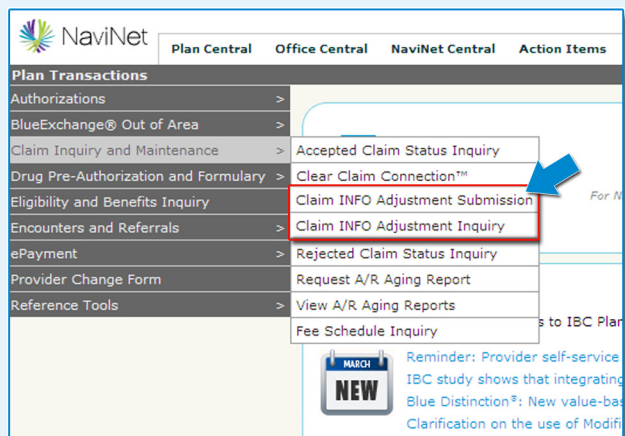 NaviNet
Plan Central Office Central NaviNet Central Action Items
Plan Transactions
Authorizations >
BlueExchange® Out of Area >
Claim Inquiry and Maintenance >
Drug Pre-Authorization and Formulary >
Eligibility and Benefits Inquiry
Encounters and Referrals >
ePayment >
Provider Change Form
Reference Tools >
Accepted Claim Status Inquiry
Clear Claim Connection™
Claim INFO Adjustment Submission
Claim INFO Adjustment Inquiry
Rejected Claim Status Inquiry
Request A/R Aging Report
View A/R Aging Reports
Fee Schedule Inquiry
For
to IBC
MARCH
NEW
Reminder: Provider self-service
IBC study shows that integrating
Blue Distinction®: New
Clarification on the use of